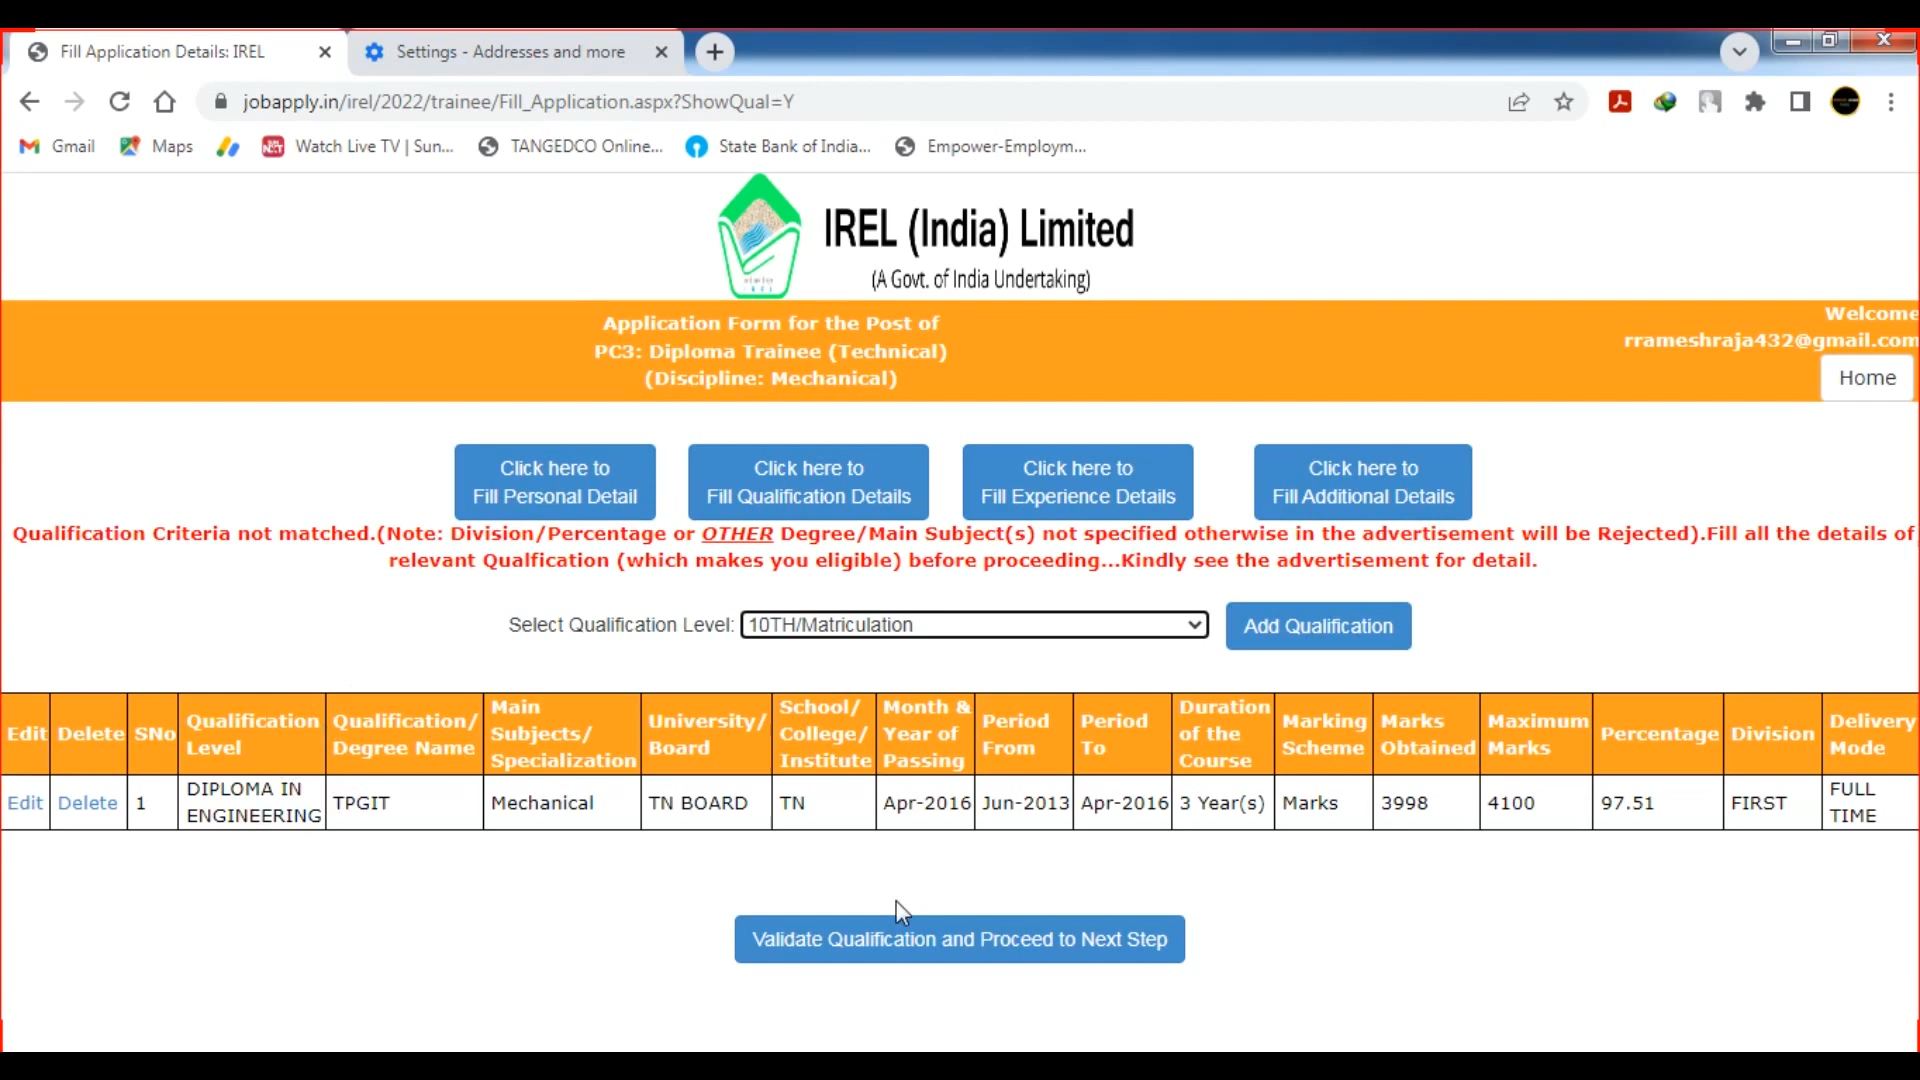 Fill Application Details: IREL
Settings - Addresses and more
jobapply.in/irel/2022/trainee/Fill_Application.aspx?ShowQual=Y
Gmail
Maps
Watch Live TV | Sun...
TANGEDCO Online...
State Bank of India...
Empower-Employm...
IREL (India) Limited
(A Govt. of India Undertaking)
Application Form for the Post of
PC3: Diploma Trainee (Technical)
(Discipline: Mechanical)
Welcome
rrameshraja432@gmail.com
Home
Click here to
Fill Personal Detail
Click here to
Fill Qualification Details
Click here to
Fill Experience Details
Click here to
Fill Additional Details
Qualification Criteria not matched.(Note: Division/Percentage or OTHER Degree/Main Subject(s) not specified otherwise in the advertisement will be Rejected).Fill all the details of
relevant Qualfication (which makes you eligible) before proceeding...Kindly see the advertisement for detail.
Select Qualification Level: 10TH/Matriculation
Add Qualification
Edit
Delete
SNo
Qualification
Level
Qualification/
Degree Name
Main
Subjects/
Specialization
University/
Board
School/
College/
Institute
Month &
Year of
Passing
Period
From
Period
To
Duration
of the
Course
Marking
Scheme
Marks
Obtained
Maximum
Marks
Percentage
Division
Delivery
Mode
Edit
Delete
1
DIPLOMA IN
ENGINEERING
TPGIT
Mechanical
TN BOARD
TN
Apr-2016
Jun-2013
Apr-2016
3 Year(s)
Marks
3998
4100
97.51
FIRST
FULL
TIME
Validate Qualification and Proceed to Next Step